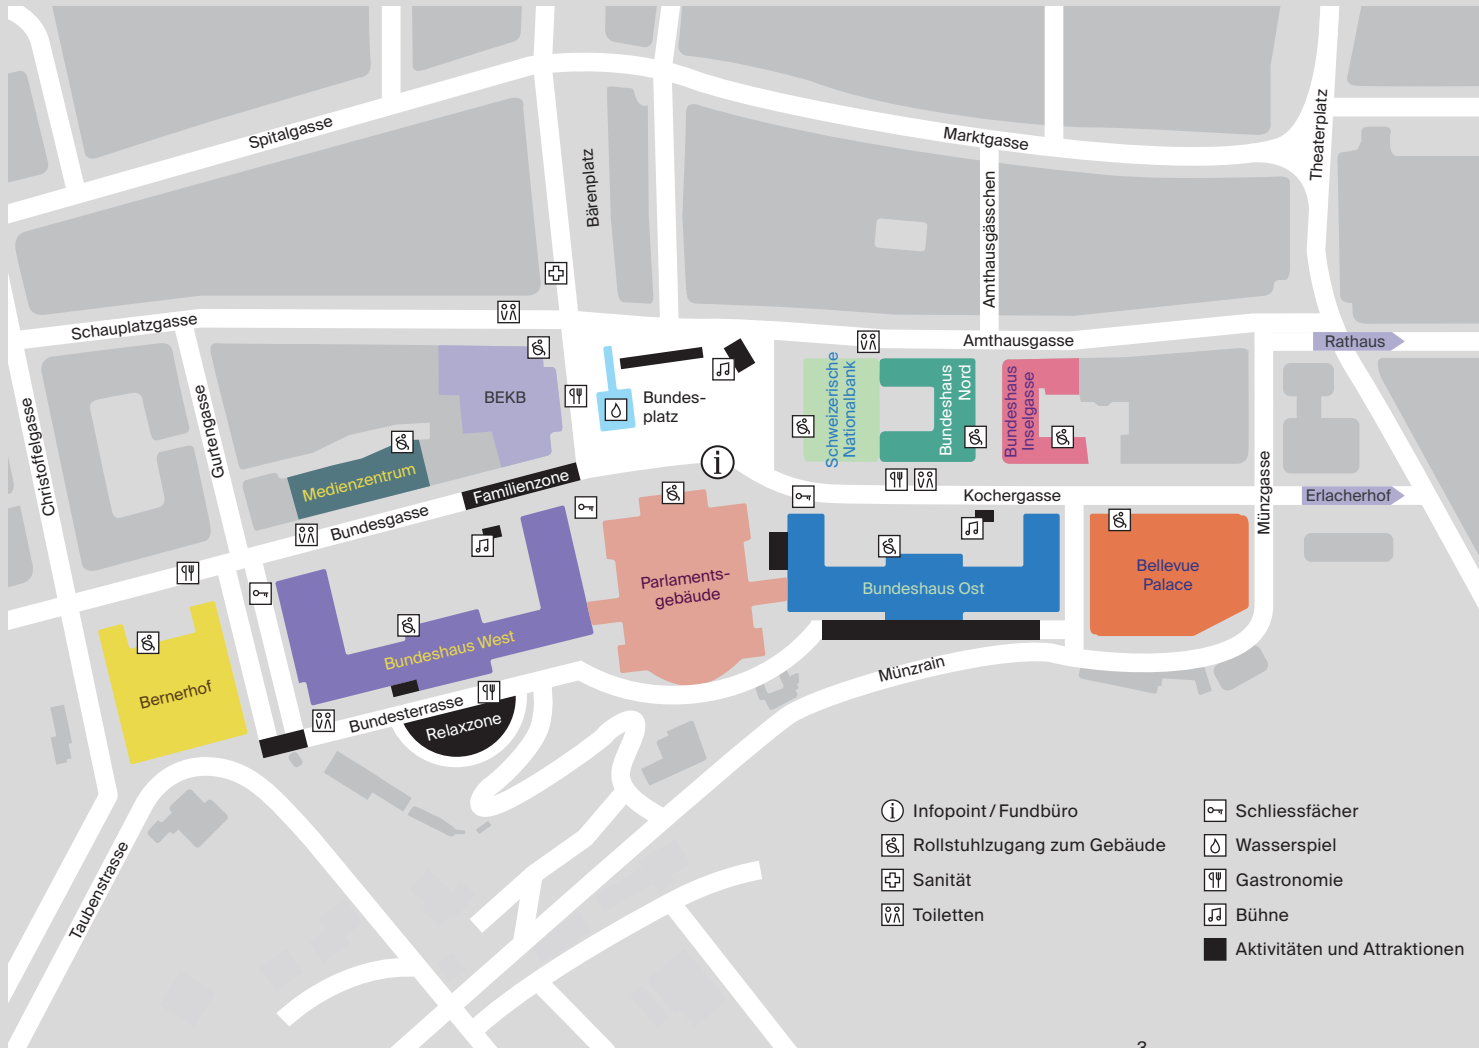 Spitalgasse
Marktgasse
Theaterplatz
Bärenplatz
Amthausgässchen
Schauplatzgasse
Amthausgasse
Rathaus
Christoffelgasse
Gurtengasse
BEKB
Bundes-
platz
Schweizerische
Nationalbank
Bundeshaus
Nord
Bundeshaus
Inselgasse
Münzgasse
Medienzentrum
Familienzone
i
Kochergasse
Erlacherhof
Bundesgasse
Parlaments-
gebäude
Bundeshaus Ost
Bellevue
Palace
Bundeshaus West
Bernerhof
Bundesterrasse
Relaxzone
Münzrain
Taubenstrasse
i Infopoint/Fundbüro
Rollstuhlzugang zum Gebäude
Sanität
Toiletten
Schliessfächer
Wasserspiel
Gastronomie
Bühne
Aktivitäten und Attraktionen
3